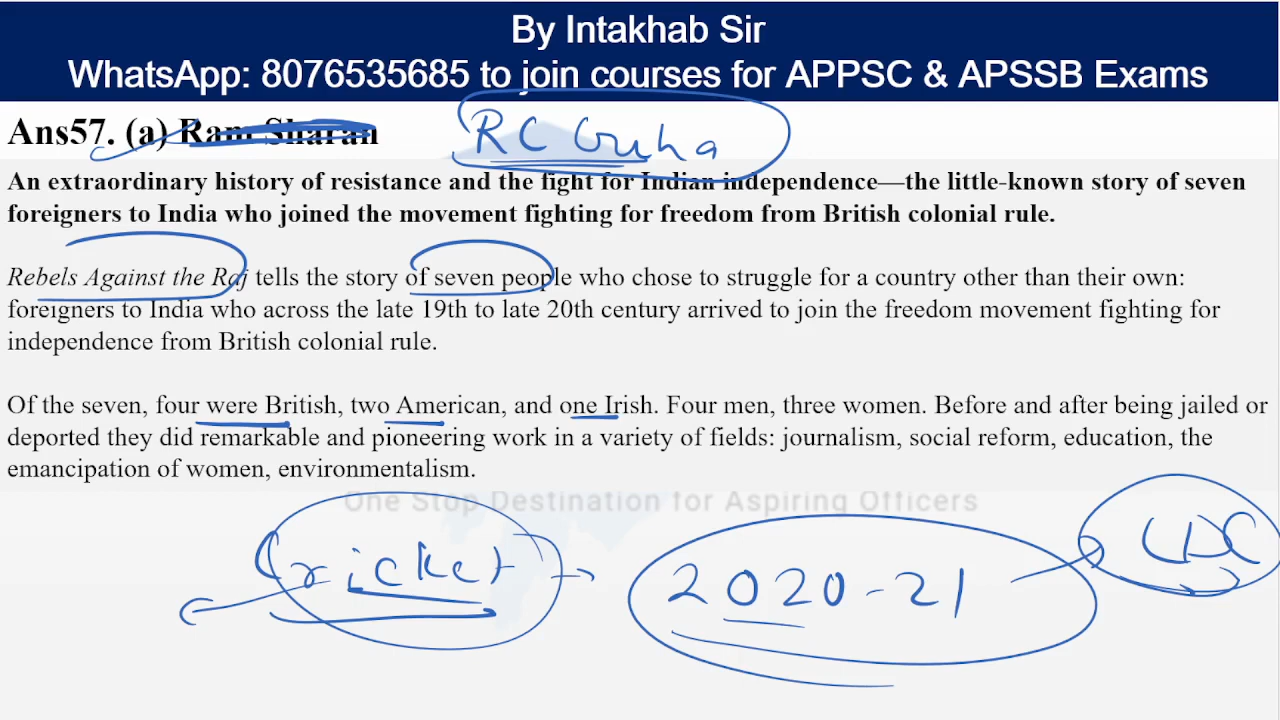 By Intakhab Sir
WhatsApp: 8076535685 to join courses for APPSC & APSSB Exams
Ans57. (a) Ram Sharan
RC Guha
An extraordinary history of resistance and the fight for Indian independence—the little-known story of seven
foreigners to India who joined the movement fighting for freedom from British colonial rule.
Rebels Against the Raj tells the story of seven people who chose to struggle for a country other than their own:
foreigners to India who across the late 19th to late 20th century arrived to join the freedom movement fighting for
independence from British colonial rule.
Of the seven, four were British, two American, and one Irish. Four men, three women. Before and after being jailed or
deported they did remarkable and pioneering work in a variety of fields: journalism, social reform, education, the
emancipation of women, environmentalism.
One Stop Destination for Aspiring Officers
Cricket
2020-21
LDC